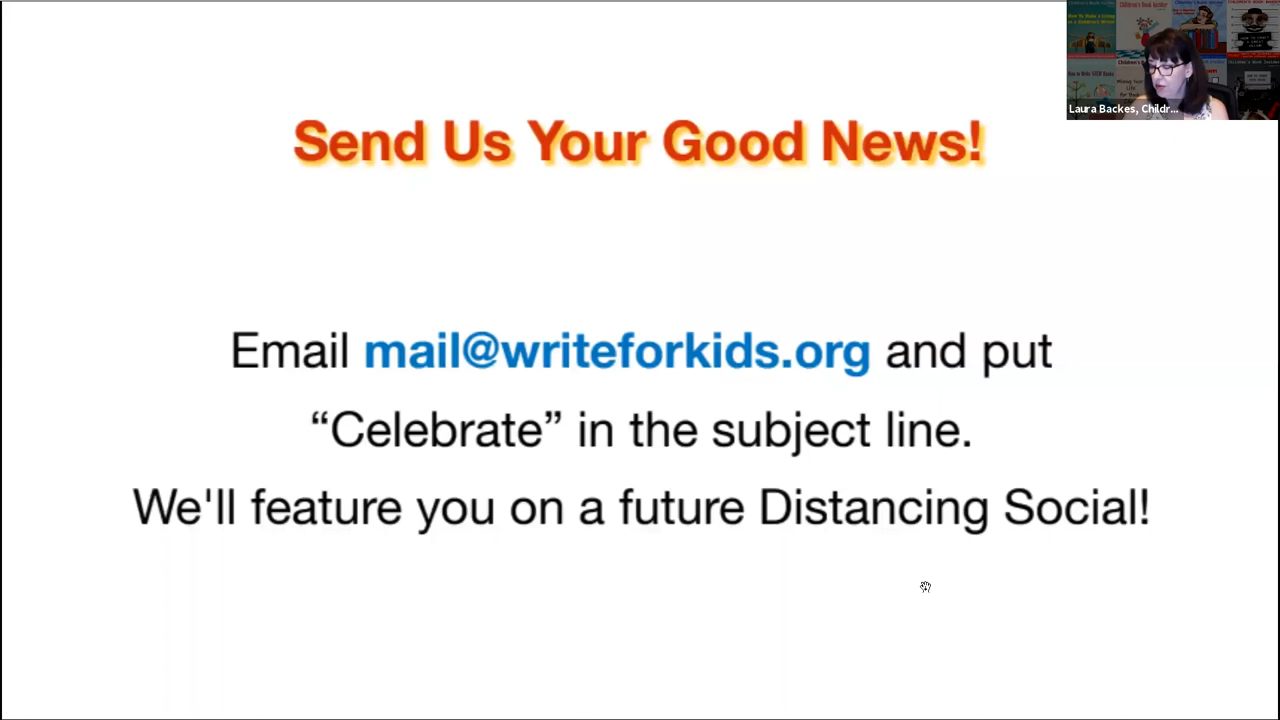 Send Us Your Good News!
Email mail@writeforkids.org and put
“Celebrate” in the subject line.
We'll feature you on a future Distancing Social!
Laura Backes, Childr...